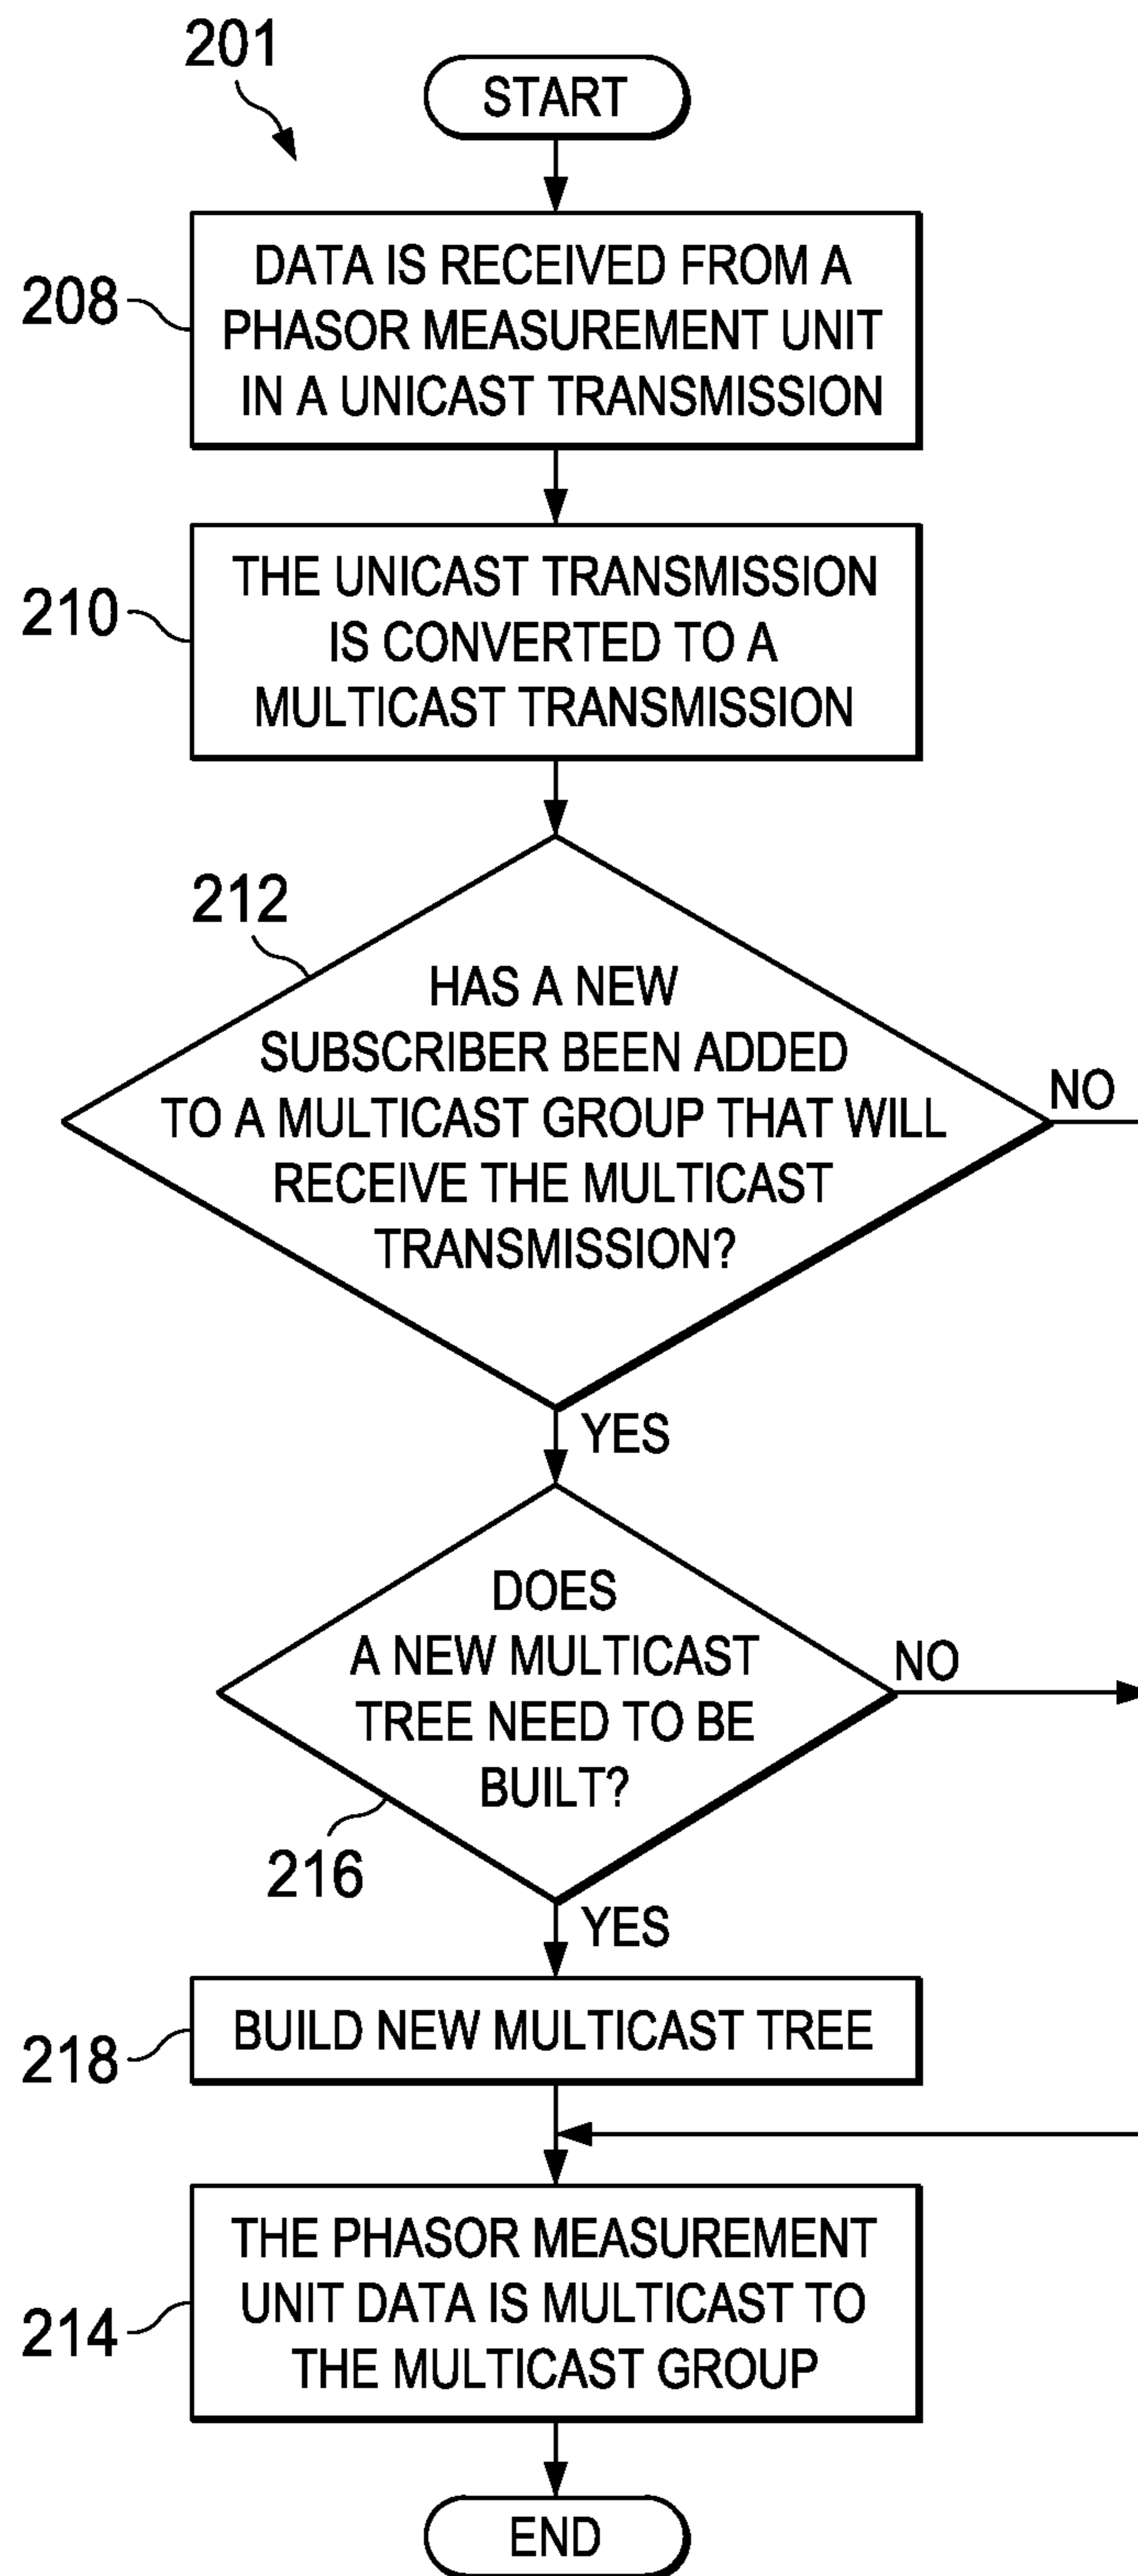 201
START
208
DATA IS RECEIVED FROM A
PHASOR MEASUREMENT UNIT
IN A UNICAST TRANSMISSION
210
THE UNICAST TRANSMISSION
IS CONVERTED TO A
MULTICAST TRANSMISSION
212
HAS A NEW
SUBSCRIBER BEEN ADDED
TO A MULTICAST GROUP THAT WILL
RECEIVE THE MULTICAST
TRANSMISSION?
NO
YES
DOES
A NEW MULTICAST
TREE NEED TO BE
BUILT?
NO
216
YES
218
BUILD NEW MULTICAST TREE
214
THE PHASOR MEASUREMENT
UNIT DATA IS MULTICAST TO
THE MULTICAST GROUP
END